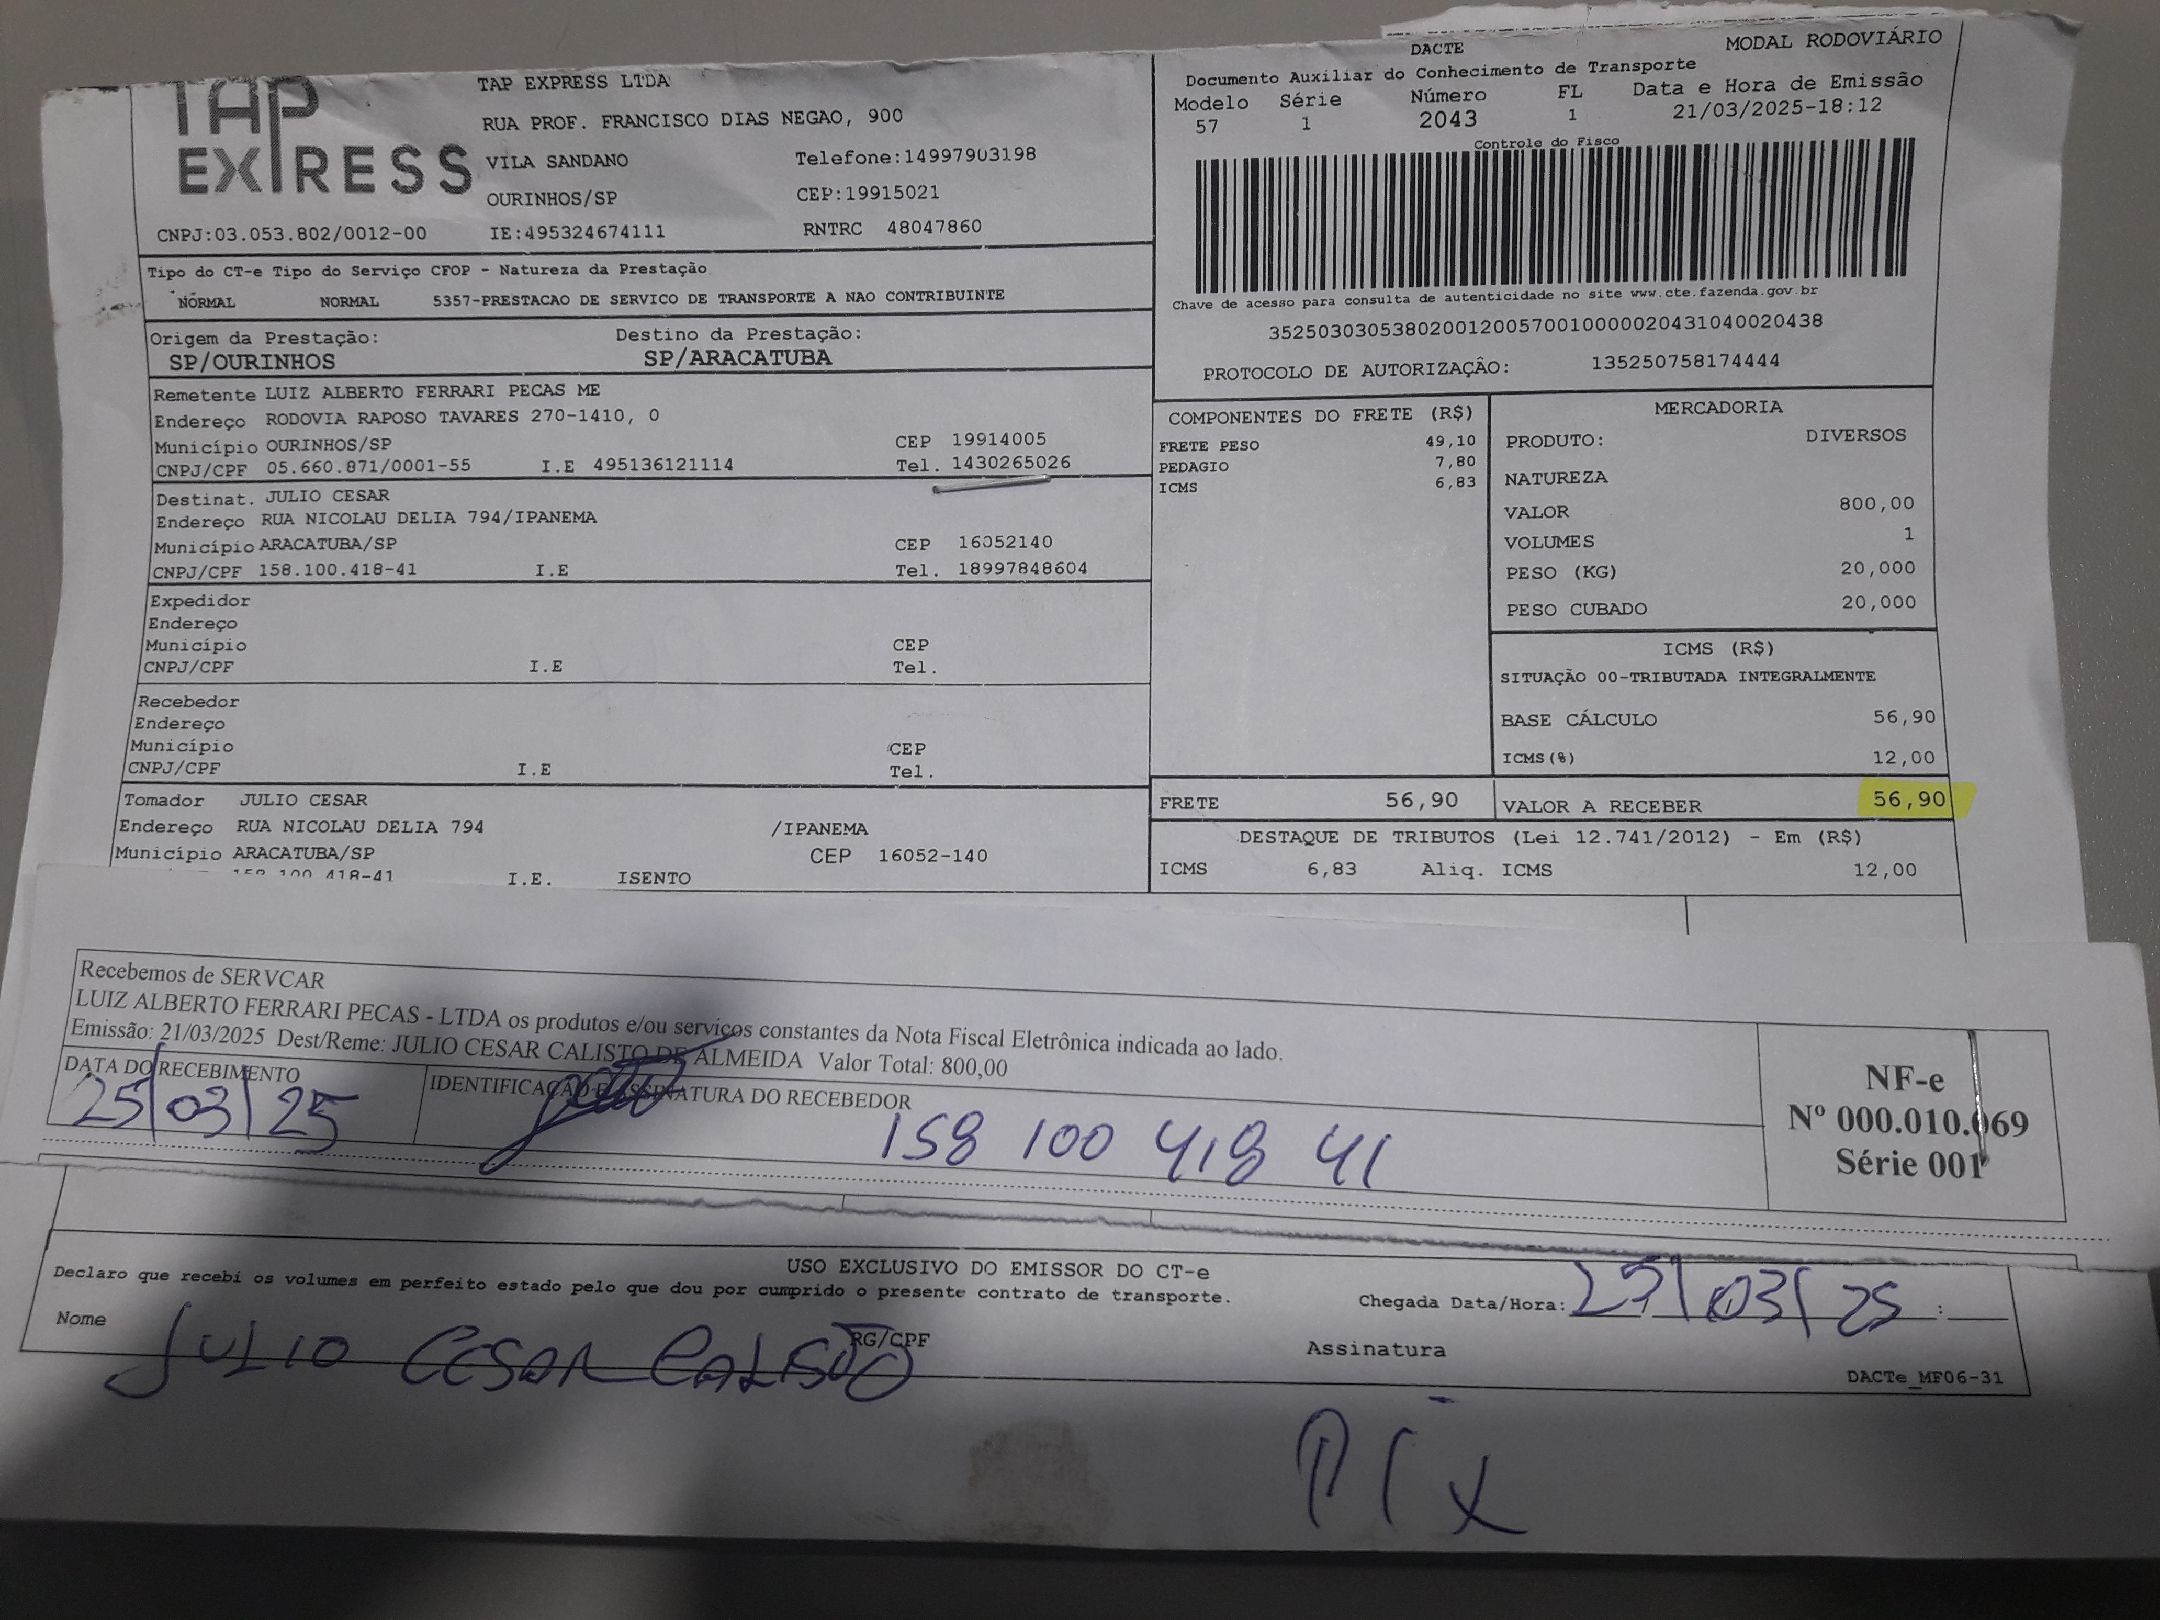 TAP
EXPRESS
TAP EXPRESS LTDA
RUA PROF. FRANCISCO DIAS NEGAO, 900
VILA SANDANO Telefone:14997903198
OURINHOS/SP CEP:19915021
CNPJ:03.053.802/0012-00 IE:495324674111 RNTRC 48047860
DACTE MODAL RODOVIÁRIO
Documento Auxiliar do Conhecimento de Transporte
Modelo Série Número FL Data e Hora de Emissão
57 1 2043 1 21/03/2025-18:12
Controle do Fisco
Chave de acesso para consulta de autenticidade no site www.cte.fazenda.gov.br
35250303053802001200570010000020431040020438
PROTOCOLO DE AUTORIZAÇÃO: 135250758174444
Tipo do CT-e Tipo do Serviço CFOP - Natureza da Prestação
NORMAL NORMAL 5357-PRESTACAO DE SERVICO DE TRANSPORTE A NAO CONTRIBUINTE
Origem da Prestação: Destino da Prestação:
SP/OURINHOS SP/ARACATUBA
Remetente LUIZ ALBERTO FERRARI PECAS ME
Endereço RODOVIA RAPOSO TAVARES 270-1410, 0
Município OURINHOS/SP CEP 19914005
CNPJ/CPF 05.660.871/0001-55 I.E 495136121114 Tel. 1430265026
Destinat. JULIO CESAR
Endereço RUA NICOLAU DELIA 794/IPANEMA
Município ARACATUBA/SP CEP 16052140
CNPJ/CPF 158.100.418-41 I.E Tel. 18997848604
Expedidor
Endereço
Município CEP
CNPJ/CPF I.E Tel.
Recebedor
Endereço
Município CEP
CNPJ/CPF I.E Tel.
Tomador JULIO CESAR
Endereço RUA NICOLAU DELIA 794 /IPANEMA
Município ARACATUBA/SP CEP 16052-140
158.100.418-41 I.E. ISENTO
COMPONENTES DO FRETE (R$)
FRETE PESO 49,10
PEDAGIO 7,80
ICMS 6,83
MERCADORIA
PRODUTO: DIVERSOS
NATUREZA
VALOR 800,00
VOLUMES 1
PESO (KG) 20,000
PESO CUBADO 20,000
ICMS (R$)
SITUAÇÃO 00-TRIBUTADA INTEGRALMENTE
BASE CÁLCULO 56,90
ICMS(%) 12,00
FRETE 56,90 VALOR A RECEBER 56,90
DESTAQUE DE TRIBUTOS (Lei 12.741/2012) - Em (R$)
ICMS 6,83 Aliq. ICMS 12,00
Recebemos de SERVCAR
LUIZ ALBERTO FERRARI PECAS - LTDA os produtos e/ou serviços constantes da Nota Fiscal Eletrônica indicada ao lado.
Emissão: 21/03/2025 Dest/Reme: JULIO CESAR CALISTO DE ALMEIDA Valor Total: 800,00
DATA DO RECEBIMENTO IDENTIFICAÇÃO E ASSINATURA DO RECEBEDOR
25/03/25 158 100 418 41
NF-e
Nº 000.010.069
Série 001
USO EXCLUSIVO DO EMISSOR DO CT-e
Declaro que recebi os volumes em perfeito estado pelo que dou por cumprido o presente contrato de transporte.
Chegada Data/Hora: 25/03/25 :
Nome RG/CPF Assinatura
JULIO CESAR CALISTO
DACTe_MF06-31
PIX